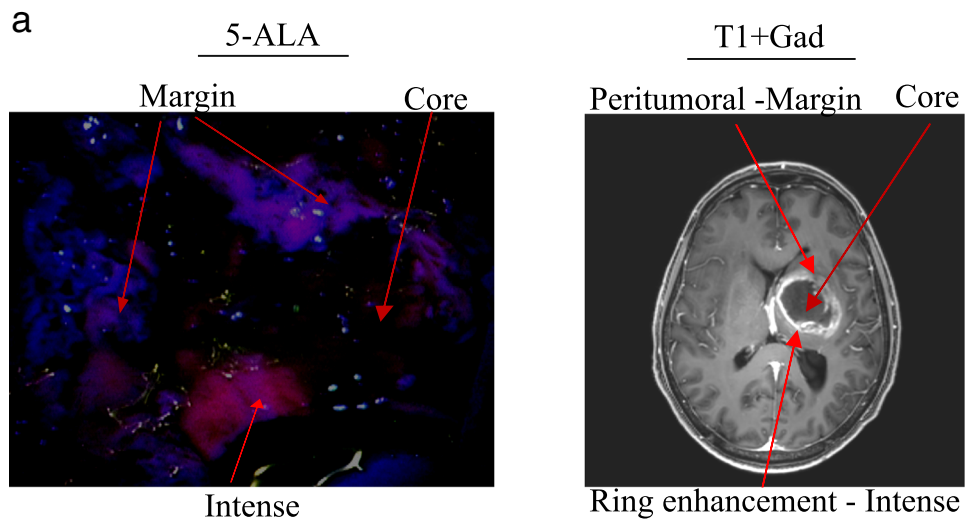 a
5-ALA
T1+Gad
Margin
Core
Peritumoral -Margin
Core
Intense
Ring enhancement - Intense